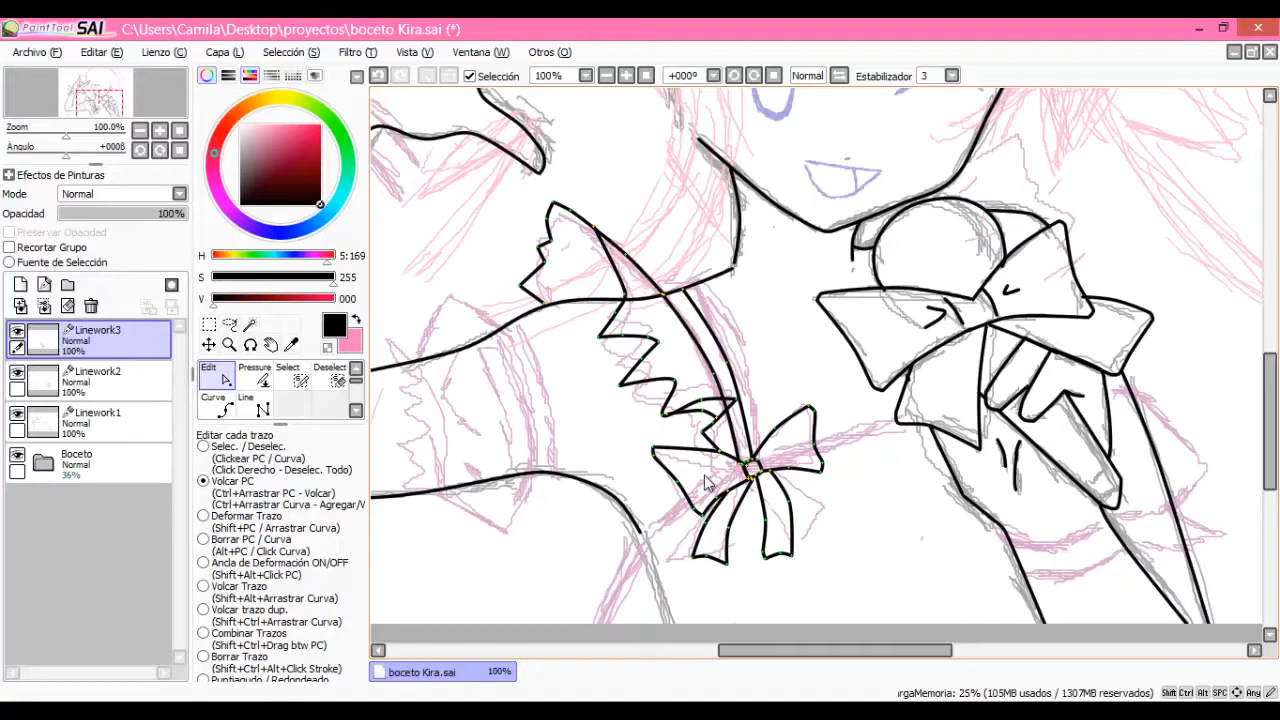 PaintTool SAI C:\Users\Camila\Desktop\proyectos\boceto Kira.sai (*)
Archivo (F) Editar (E) Lienzo (C) Capa (L) Selección (S) Filtro (T) Vista (V) Ventana (W) Otros (O)
Selección 100% +000º Normal Estabilizador 3
Zoom 100.0%
Ángulo +000ß
Efectos de Pinturas
Mode Normal
Opacidad 100%
Preservar Opacidad
Recortar Grupo
Fuente de Selección
Linework3
Normal
100%
Linework2
Normal
100%
Linework1
Normal
100%
Boceto
Normal
36%
H 5:169
S 255
V 000
Edit Pressure Select Deselect
Curve Line
Editar cada trazo
Selec. / Deselec.
(Clickear PC / Curva)
(Click Derecho - Deselec. Todo)
Volcar PC
(Ctrl+Arrastrar PC - Volcar)
(Ctrl+Arrastrar Curva - Agregar/V
Deformar Trazo
(Shift+PC / Arrastrar Curva)
Borrar PC / Curva
(Alt+PC / Click Curva)
Ancla de Deformación ON/OFF
(Shift+Alt+Click PC)
Volcar Trazo
(Shift+Alt+Arrastrar Curva)
Volcar trazo dup.
(Shift+Ctrl+Arrastrar Curva)
Combinar Trazos
(Shift+Ctrl+Drag btw PC)
Borrar Trazo
(Shift+Ctrl+Alt+Click Stroke)
Puntiagudo / Redondeado
boceto Kira.sai 100%
rgaMemoria: 25% (105MB usados / 1307MB reservados) Shift Ctrl Alt SPC Any